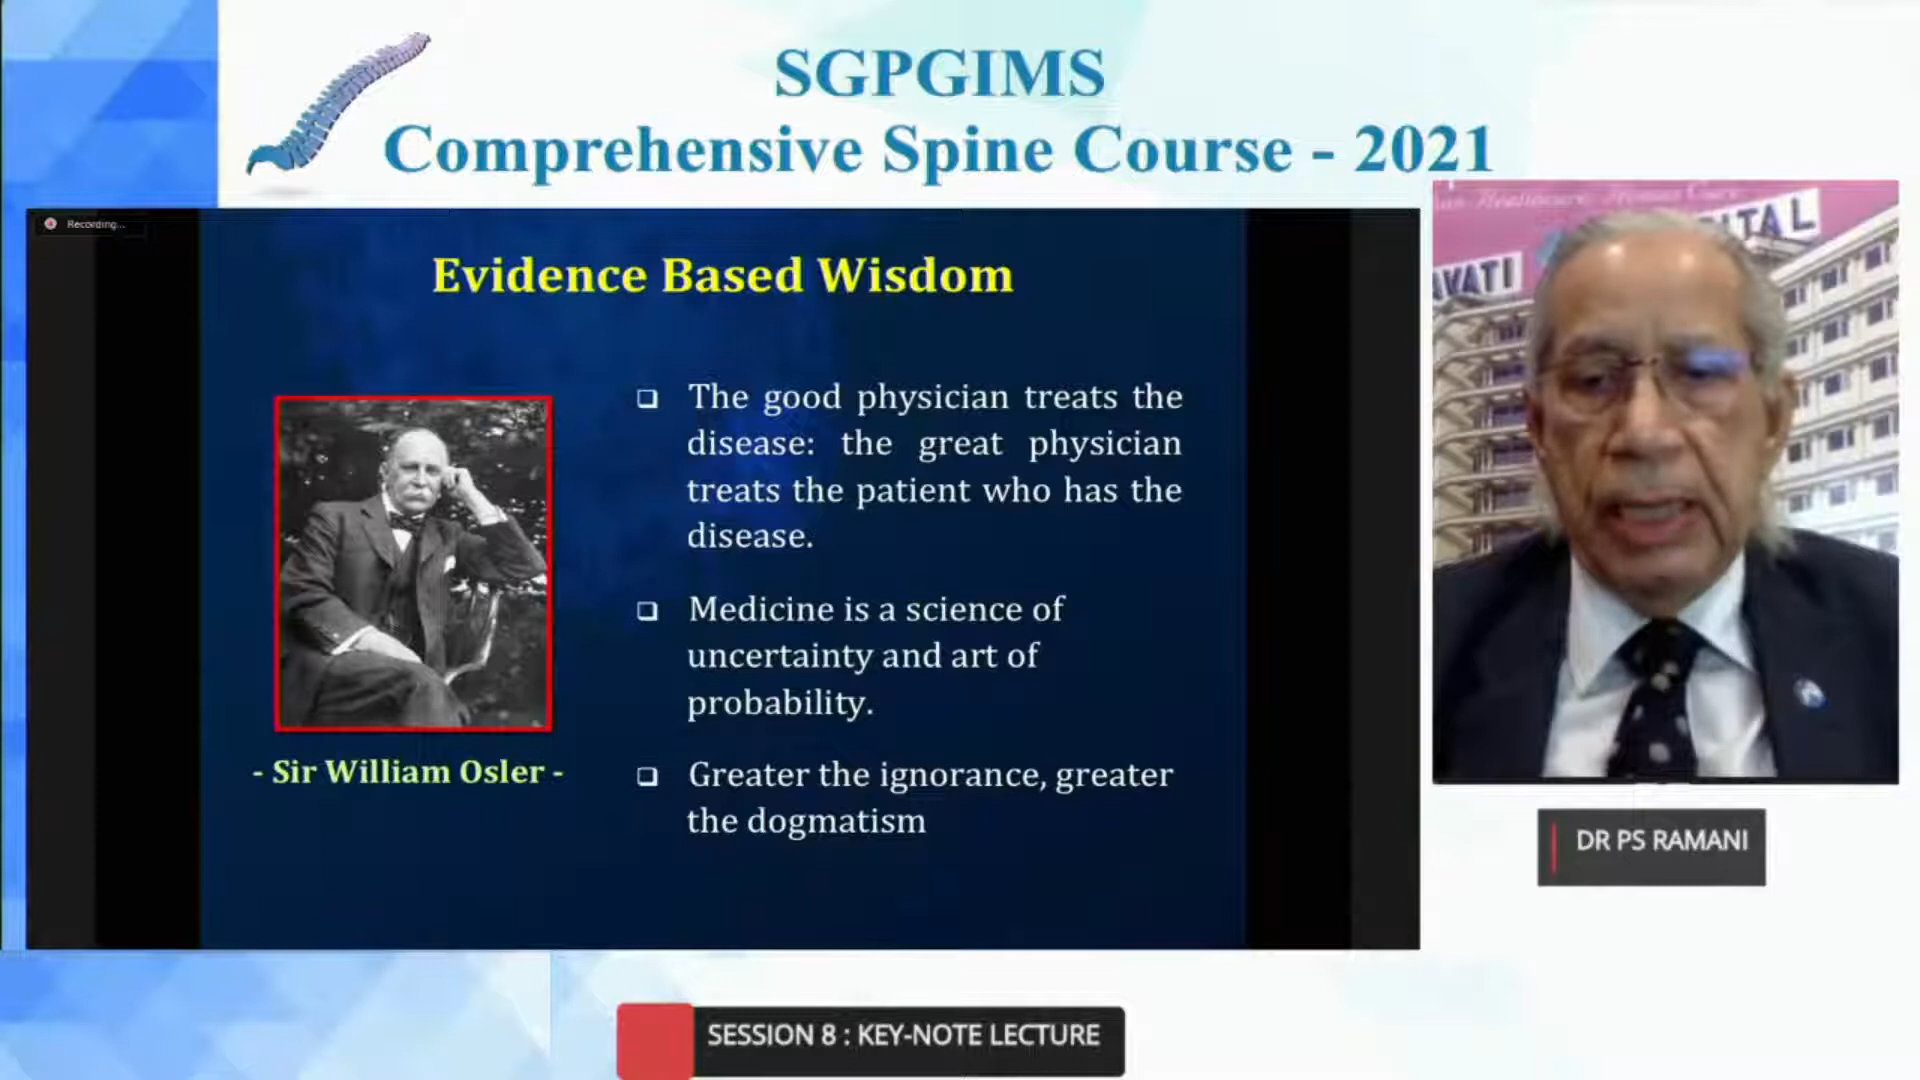 SGPGIMS
Comprehensive Spine Course - 2021
Recording...
Evidence Based Wisdom
❑ The good physician treats the
disease: the great physician
treats the patient who has the
disease.
❑ Medicine is a science of
uncertainty and art of
probability.
❑ Greater the ignorance, greater
the dogmatism
- Sir William Osler -
ITAL
VATI
DR PS RAMANI
SESSION 8 : KEY-NOTE LECTURE